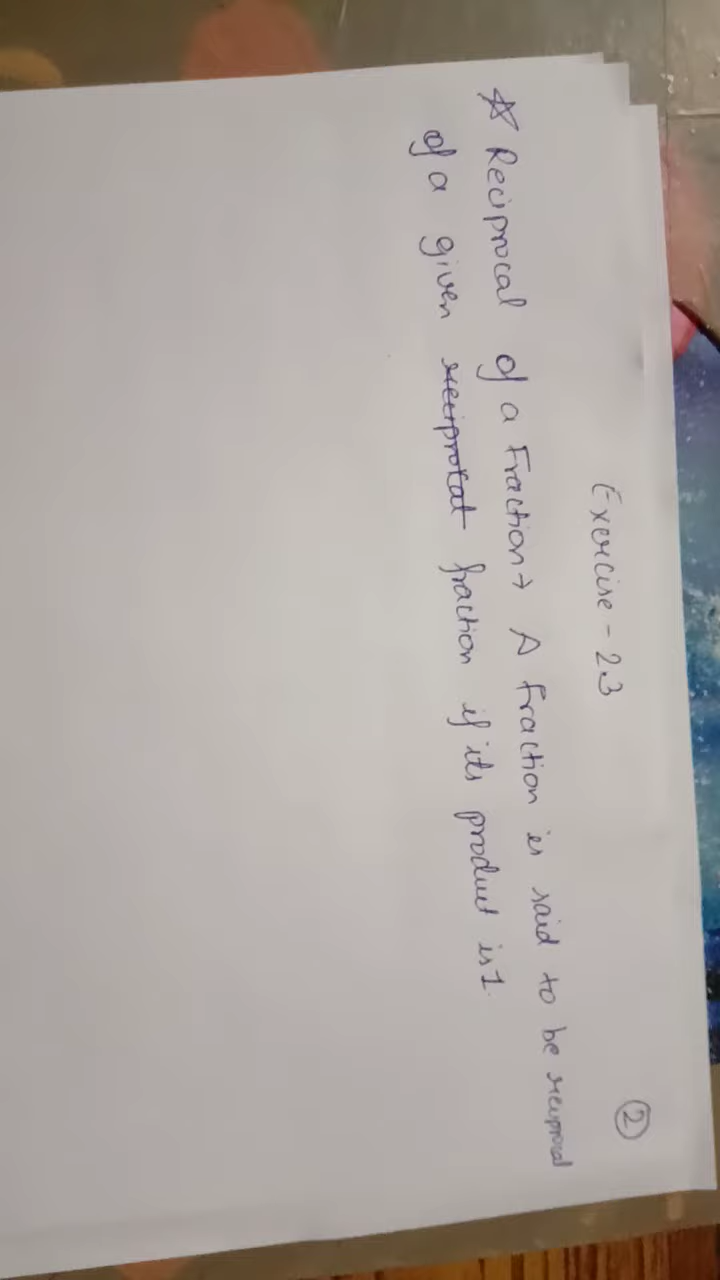 Exercise - 23
②
☆ Reciprocal of a Fraction → A fraction is said to be reciprocal
of a given reciprocal fraction if its product is 1.